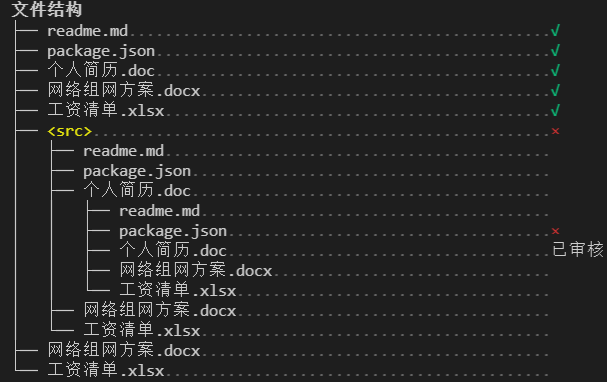 文件结构
├── readme.md........................................................√
├── package.json.....................................................√
├── 个人简历.doc.....................................................√
├── 网络组网方案.docx................................................√
├── 工资清单.xlsx....................................................√
├── <src>............................................................×
│   ├── readme.md....................................................
│   ├── package.json.................................................
│   ├── 个人简历.doc.................................................
│   │   ├── readme.md................................................
│   │   ├── package.json.............................................×
│   │   ├── 个人简历.doc.............................................已审核
│   │   ├── 网络组网方案.docx........................................
│   │   └── 工资清单.xlsx............................................
│   ├── 网络组网方案.docx............................................
│   └── 工资清单.xlsx................................................
├── 网络组网方案.docx................................................
└── 工资清单.xlsx....................................................